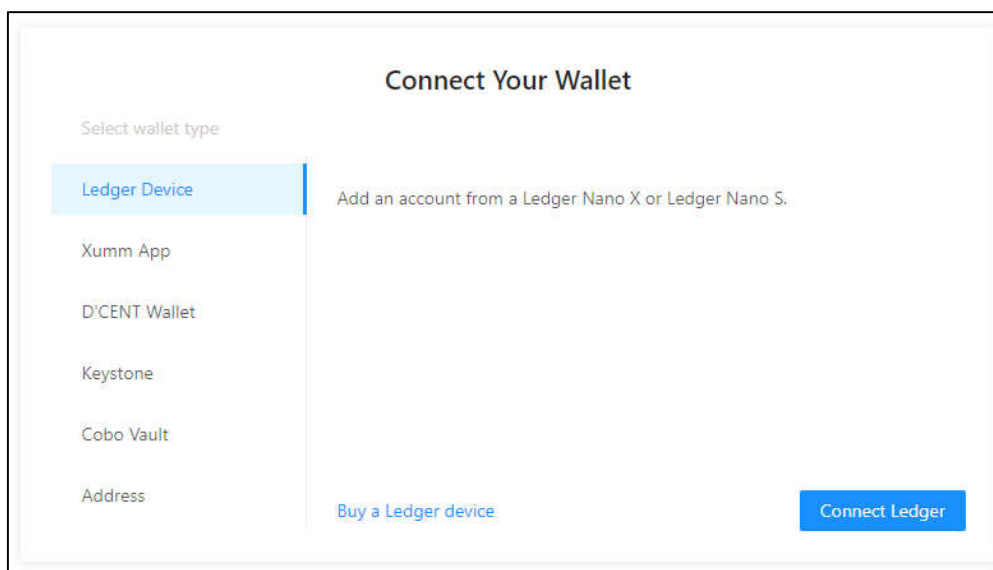 Connect Your Wallet
Select wallet type
Ledger Device
Add an account from a Ledger Nano X or Ledger Nano S.
Xumm App
D'CENT Wallet
Keystone
Cobo Vault
Address
Buy a Ledger device
Connect Ledger